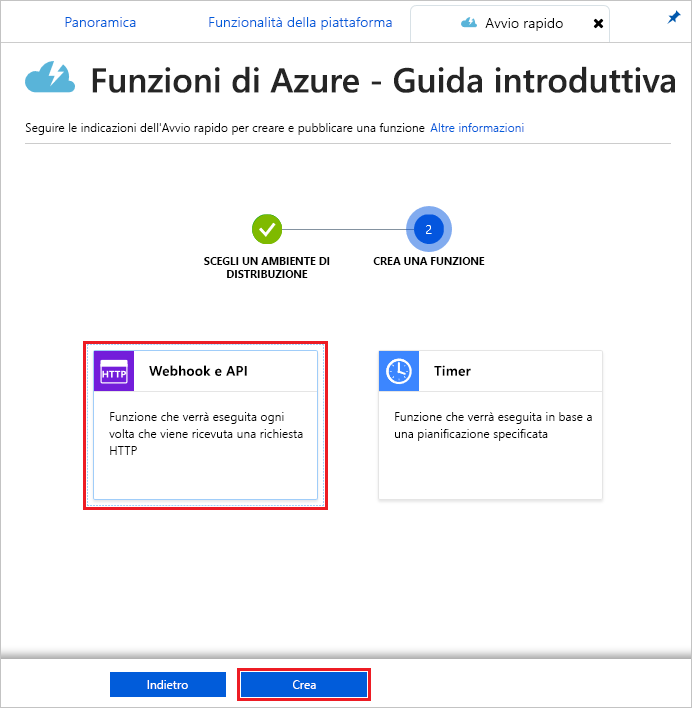 Panoramica Funzionalità della piattaforma Avvio rapido
Funzioni di Azure - Guida introduttiva
Seguire le indicazioni dell'Avvio rapido per creare e pubblicare una funzione Altre informazioni
2
SCEGLI UN AMBIENTE DI
DISTRIBUZIONE
CREA UNA FUNZIONE
HTTP Webhook e API
Funzione che verrà eseguita ogni
volta che viene ricevuta una richiesta
HTTP
Timer
Funzione che verrà eseguita in base a
una pianificazione specificata
Indietro Crea